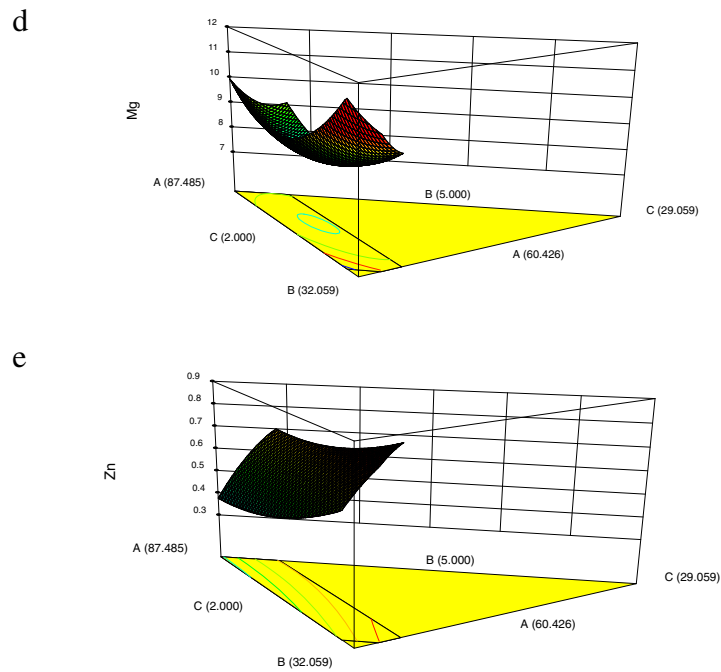 d
12
11
10
9
8
7
Mg
A (87.485)
B (5.000)
C (29.059)
C (2.000)
A (60.426)
B (32.059)
e
0.9
0.8
0.7
0.6
0.5
0.4
0.3
Zn
A (87.485)
B (5.000)
C (29.059)
C (2.000)
A (60.426)
B (32.059)